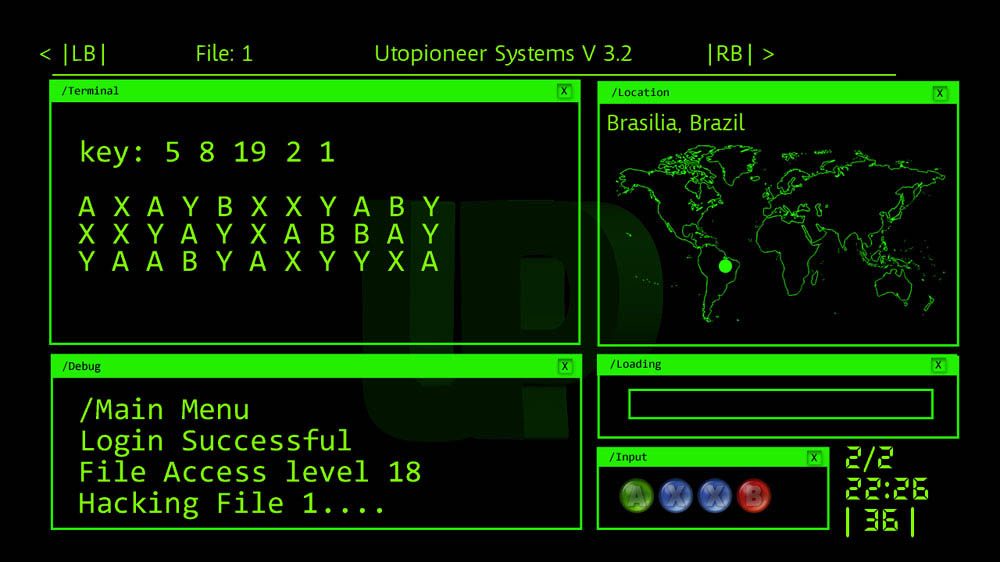 < |LB| File: 1 Utopioneer Systems V 3.2 |RB| >
/Terminal X
key: 5 8 19 2 1
A X A Y B X X Y A B Y
X X Y A Y X A B B A Y
Y A A B Y A X Y Y X A
/Location X
Brasilia, Brazil
/Debug X
/Main Menu
Login Successful
File Access level 18
Hacking File 1....
/Loading X
/Input X
A X X B
2/2
22:26
| 36 |